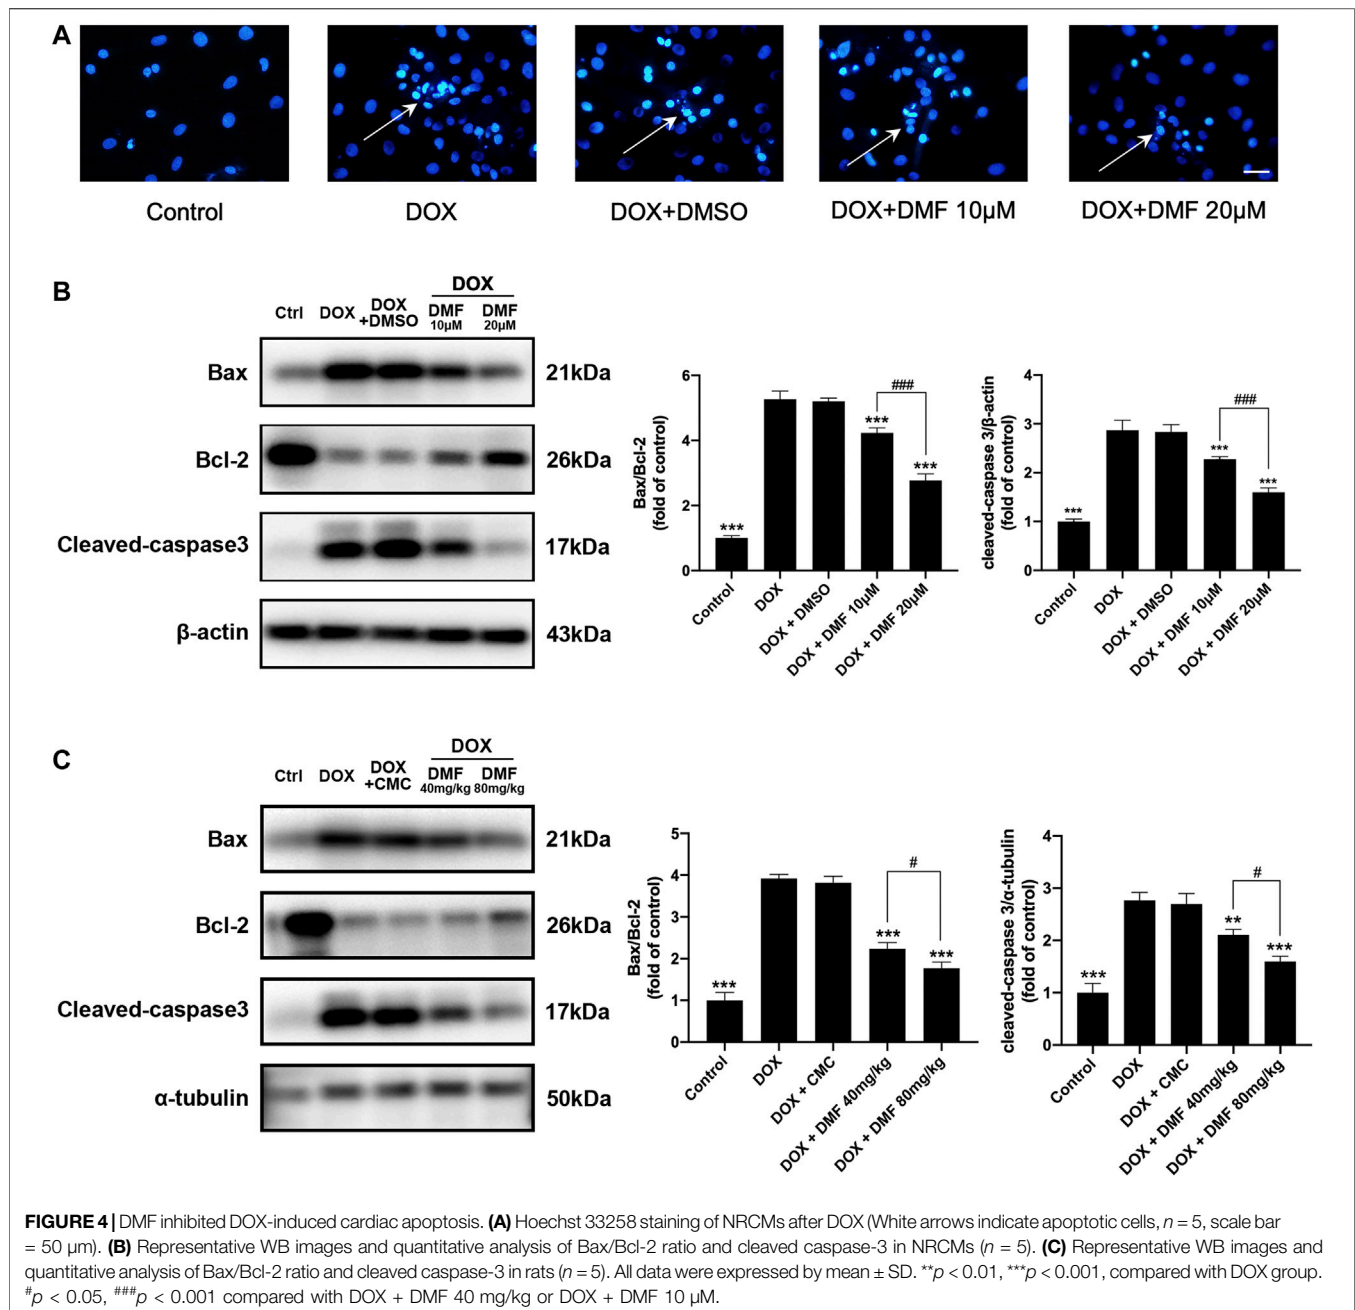 A
Control
DOX
DOX+DMSO
DOX+DMF 10μM
DOX+DMF 20μM
B
DOX
Ctrl DOX DOX +DMSO DMF 10μM DMF 20μM
Bax 21kDa
Bcl-2 26kDa
Cleaved-caspase3 17kDa
β-actin 43kDa
Bax/Bcl-2
(fold of control)
6
4
2
0
***
***
***
###
Control
DOX
DOX + DMSO
DOX + DMF 10μM
DOX + DMF 20μM
cleaved-caspase 3/β-actin
(fold of control)
4
3
2
1
0
***
***
***
###
Control
DOX
DOX + DMSO
DOX + DMF 10μM
DOX + DMF 20μM
C
DOX
Ctrl DOX DOX +CMC DMF 40mg/kg DMF 80mg/kg
Bax 21kDa
Bcl-2 26kDa
Cleaved-caspase3 17kDa
α-tubulin 50kDa
Bax/Bcl-2
(fold of control)
5
4
3
2
1
0
***
***
***
#
Control
DOX
DOX + CMC
DOX + DMF 40mg/kg
DOX + DMF 80mg/kg
cleaved-caspase 3/α-tubulin
(fold of control)
4
3
2
1
0
***
**
***
#
Control
DOX
DOX + CMC
DOX + DMF 40mg/kg
DOX + DMF 80mg/kg
FIGURE 4 | DMF inhibited DOX-induced cardiac apoptosis. (A) Hoechst 33258 staining of NRCMs after DOX (White arrows indicate apoptotic cells, n = 5, scale bar
= 50 μm). (B) Representative WB images and quantitative analysis of Bax/Bcl-2 ratio and cleaved caspase-3 in NRCMs (n = 5). (C) Representative WB images and
quantitative analysis of Bax/Bcl-2 ratio and cleaved caspase-3 in rats (n = 5). All data were expressed by mean ± SD. **p < 0.01, ***p < 0.001, compared with DOX group.
#p < 0.05, ###p < 0.001 compared with DOX + DMF 40 mg/kg or DOX + DMF 10 μM.